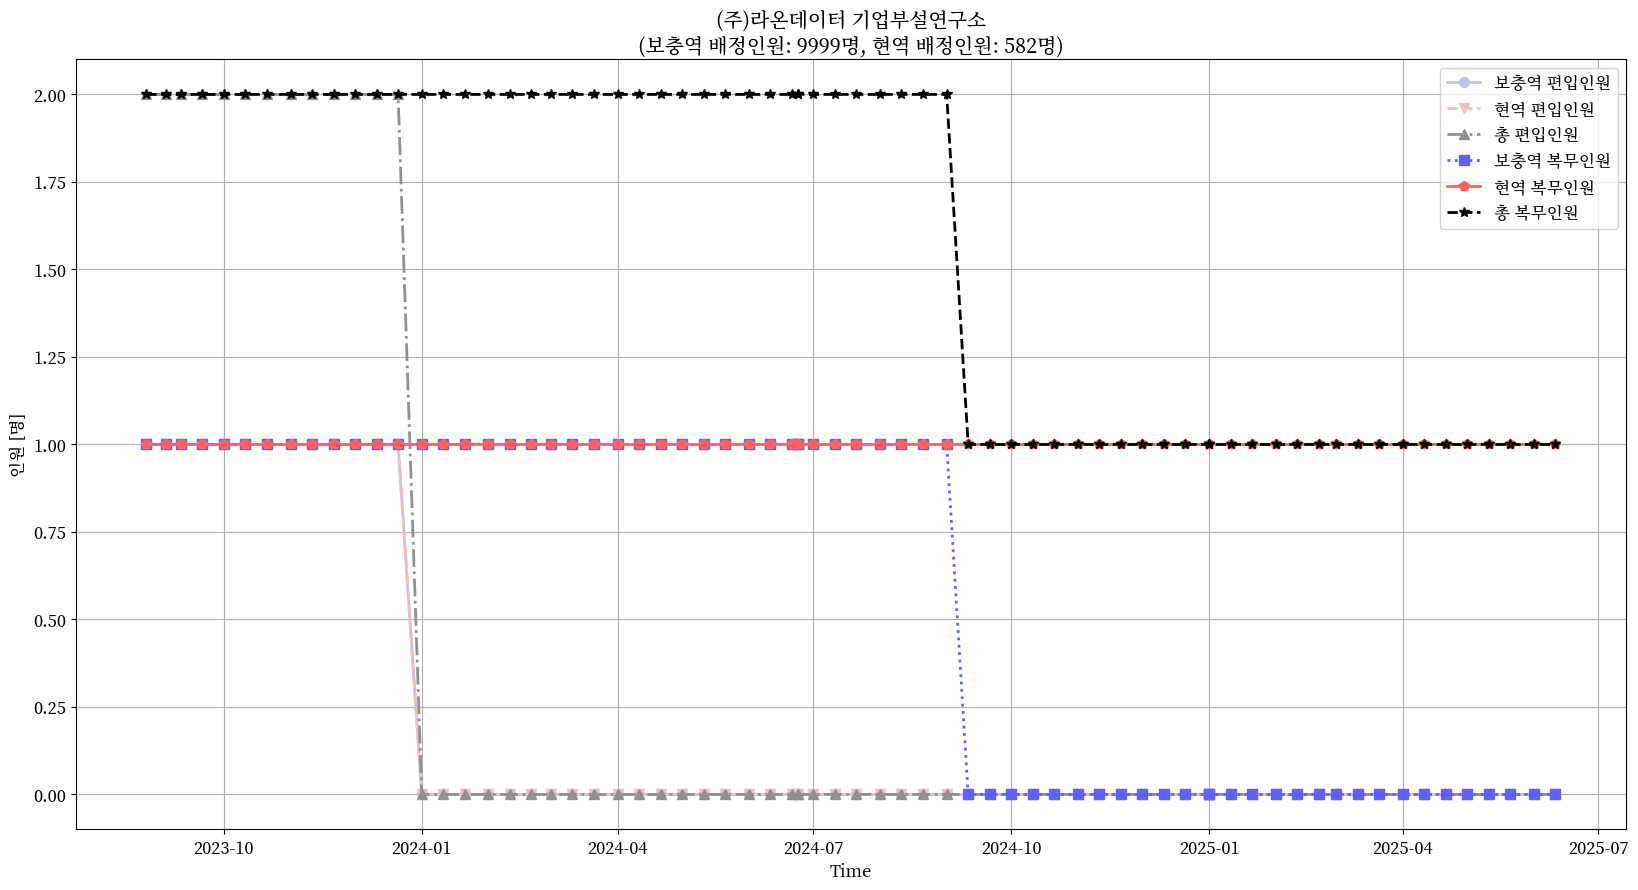 (주)라온데이터 기업부설연구소
(보충역 배정인원: 9999명, 현역 배정인원: 582명)
보충역 편입인원
현역 편입인원
총 편입인원
보충역 복무인원
현역 복무인원
총 복무인원
인원 [명]
2.00
1.75
1.50
1.25
1.00
0.75
0.50
0.25
0.00
2023-10 2024-01 2024-04 2024-07 2024-10 2025-01 2025-04 2025-07
Time